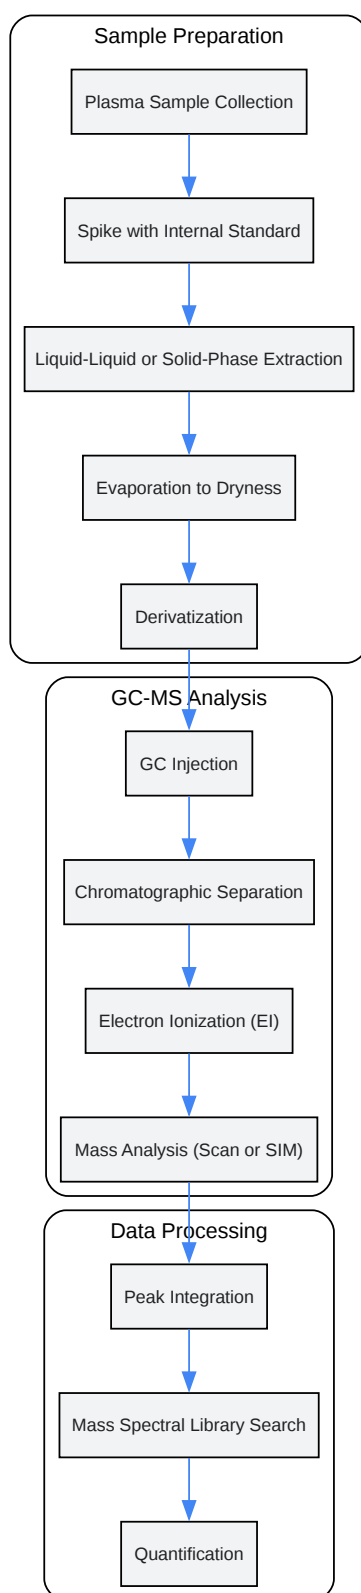 Sample Preparation
Plasma Sample Collection
Spike with Internal Standard
Liquid-Liquid or Solid-Phase Extraction
Evaporation to Dryness
Derivatization
GC-MS Analysis
GC Injection
Chromatographic Separation
Electron Ionization (EI)
Mass Analysis (Scan or SIM)
Data Processing
Peak Integration
Mass Spectral Library Search
Quantification